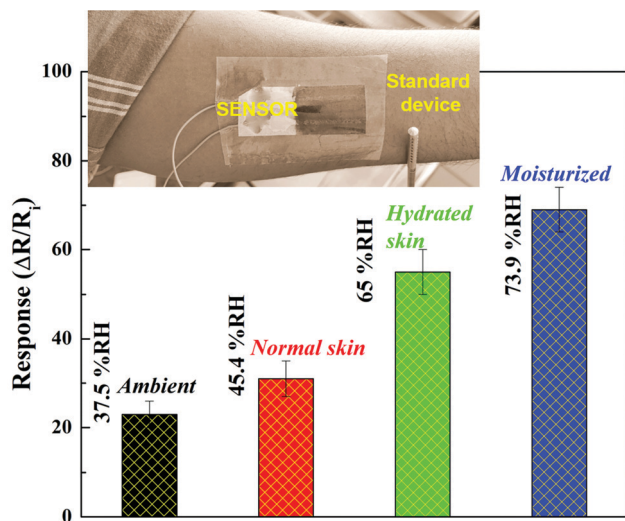 100
80
60
40
20
0
Response (ΔR/Rᵢ)
SENSOR
Standard
device
37.5 %RH
Ambient
45.4 %RH
Normal skin
65 %RH
Hydrated
skin
73.9 %RH
Moisturized